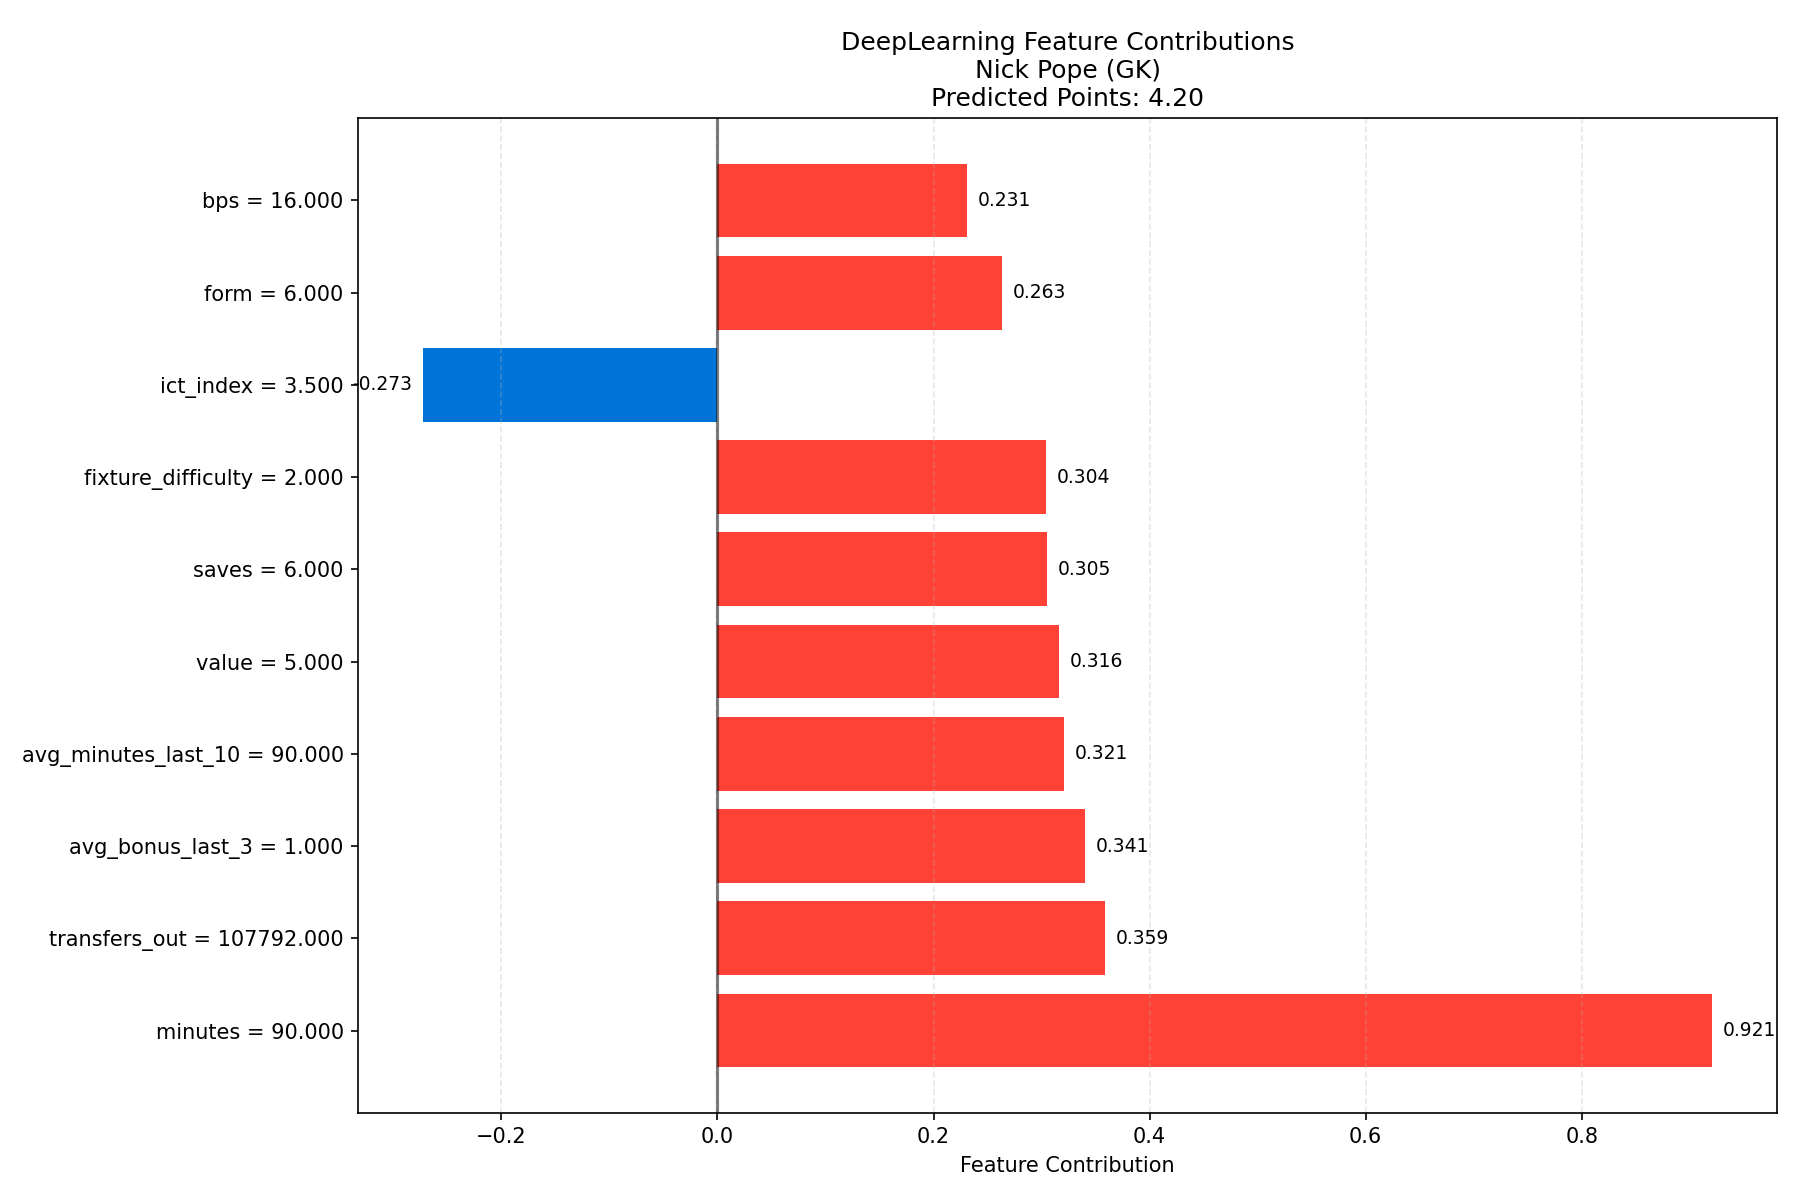 DeepLearning Feature Contributions
Nick Pope (GK)
Predicted Points: 4.20
bps = 16.000
0.231
form = 6.000
0.263
ict_index = 3.500
-0.273
fixture_difficulty = 2.000
0.304
saves = 6.000
0.305
value = 5.000
0.316
avg_minutes_last_10 = 90.000
0.321
avg_bonus_last_3 = 1.000
0.341
transfers_out = 107792.000
0.359
minutes = 90.000
0.921
−0.2 0.0 0.2 0.4 0.6 0.8
Feature Contribution